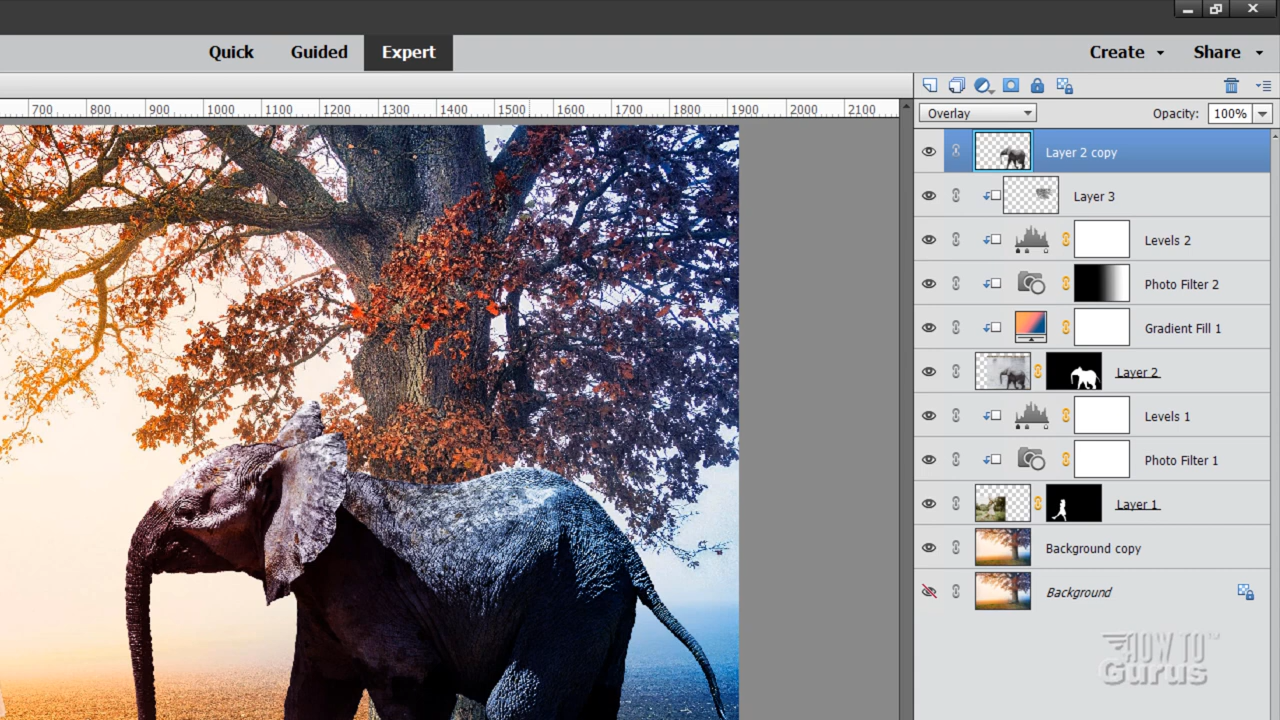 Quick Guided Expert Create Share
700 800 900 1000 1100 1200 1300 1400 1500 1600 1700 1800 1900 2000 2100
Overlay Opacity: 100%
Layer 2 copy
Layer 3
Levels 2
Photo Filter 2
Gradient Fill 1
Layer 2
Levels 1
Photo Filter 1
Layer 1
Background copy
Background
HOW TO™
Gurus